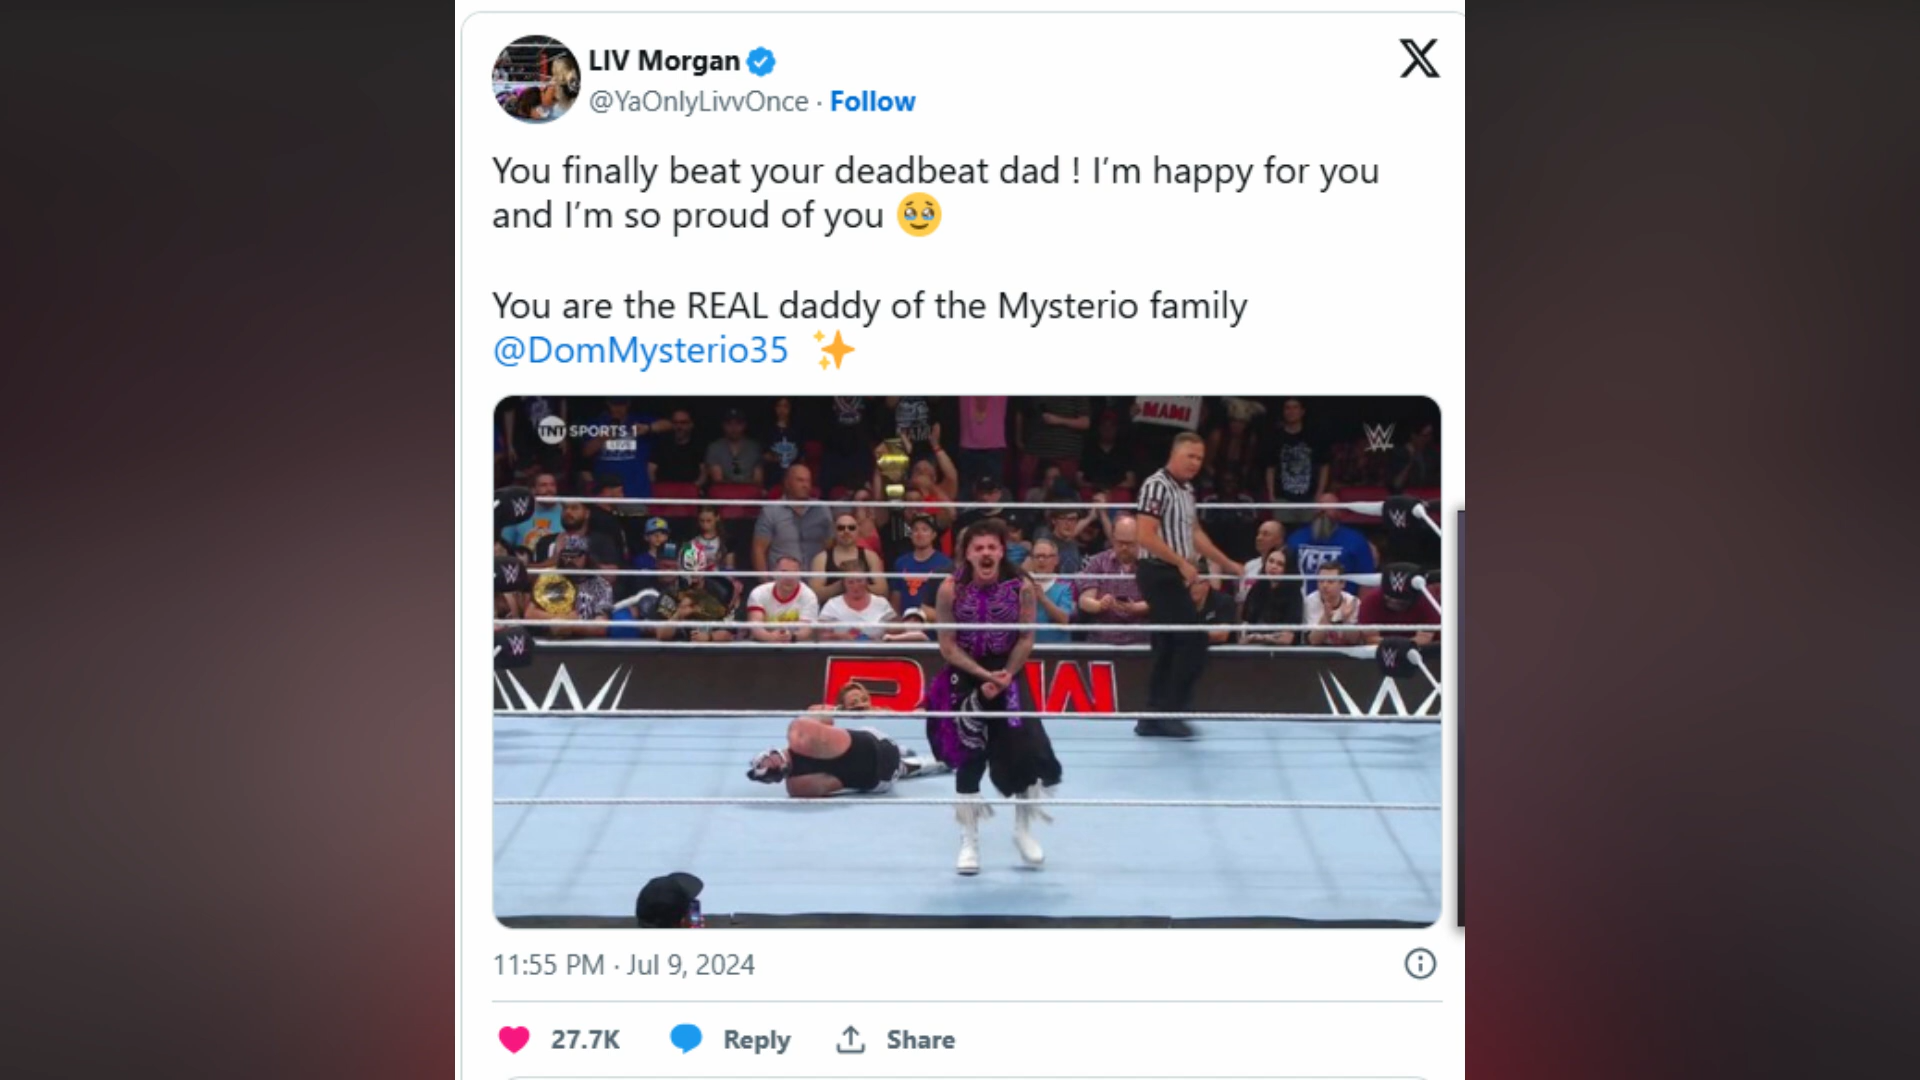 LIV Morgan
@YaOnlyLivvOnce · Follow
You finally beat your deadbeat dad ! I’m happy for you
and I’m so proud of you 🥹
You are the REAL daddy of the Mysterio family
@DomMysterio35 ✨
TNT SPORTS 1
LIVE
MAMI
YEET
RAW
11:55 PM · Jul 9, 2024
27.7K Reply Share